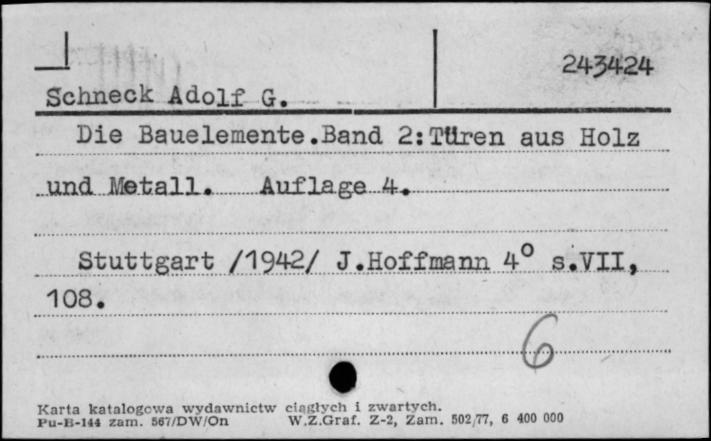 243424
Schneck Adolf G.
Die Bauelemente.Band 2:Türen aus Holz
und Metall. Auflage 4.
Stuttgart /1942/ J.Hoffmann 4° s.VII,
108.
6
Karta katalogowa wydawnictw ciągłych i zwartych.
Pu-B-144 zam. 567/DW/On W.Z.Graf. Z-2, Zam. 502/77, 6 400 000